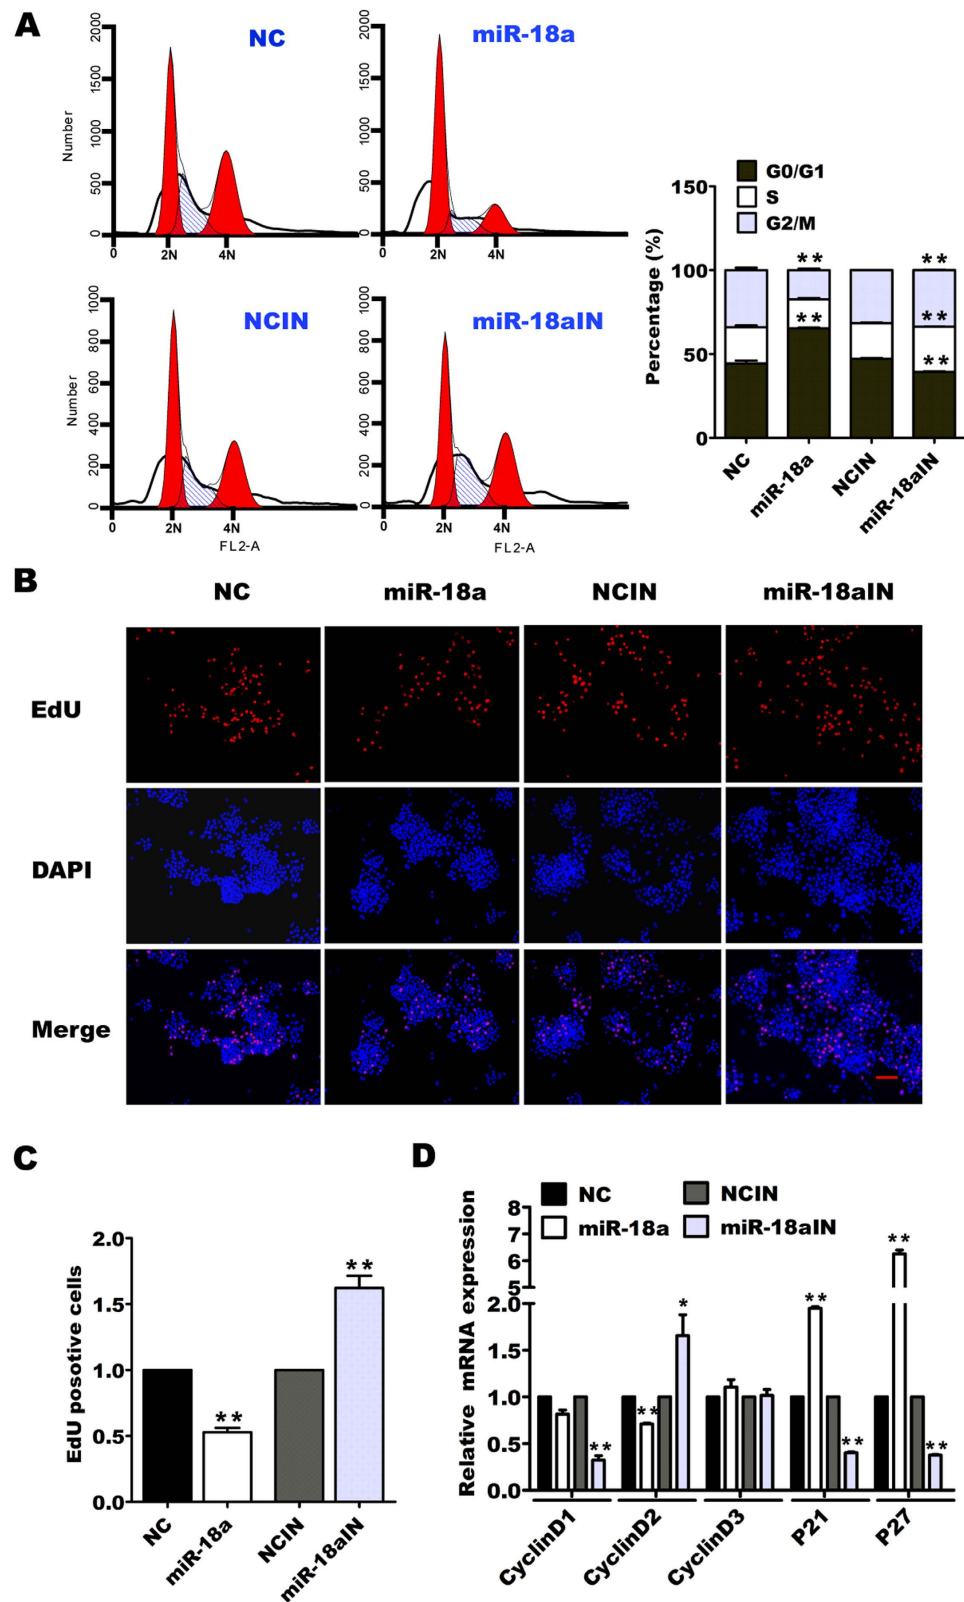 A
NC
miR-18a
Number
2000
1500
1000
500
0
0
2N
4N
2000
1500
1000
500
0
0
2N
4N
NCIN
miR-18aIN
Number
1000
800
600
400
200
0
0
2N
4N
FL2-A
1000
800
600
400
200
0
0
2N
4N
FL2-A
G0/G1
S
G2/M
Percentage (%)
150
100
50
0
** **
** **
**
NC
miR-18a
NCIN
miR-18aIN
B
NC miR-18a NCIN miR-18aIN
EdU
DAPI
Merge
C
EdU posotive cells
2.0
1.5
1.0
0.5
0.0
**
**
NC
miR-18a
NCIN
miR-18aIN
D
NC
miR-18a
NCIN
miR-18aIN
Relative mRNA expression
8
7
6
5
2.0
1.5
1.0
0.5
0.0
**
**
*
**
**
**
**
CyclinD1
CyclinD2
CyclinD3
P21
P27